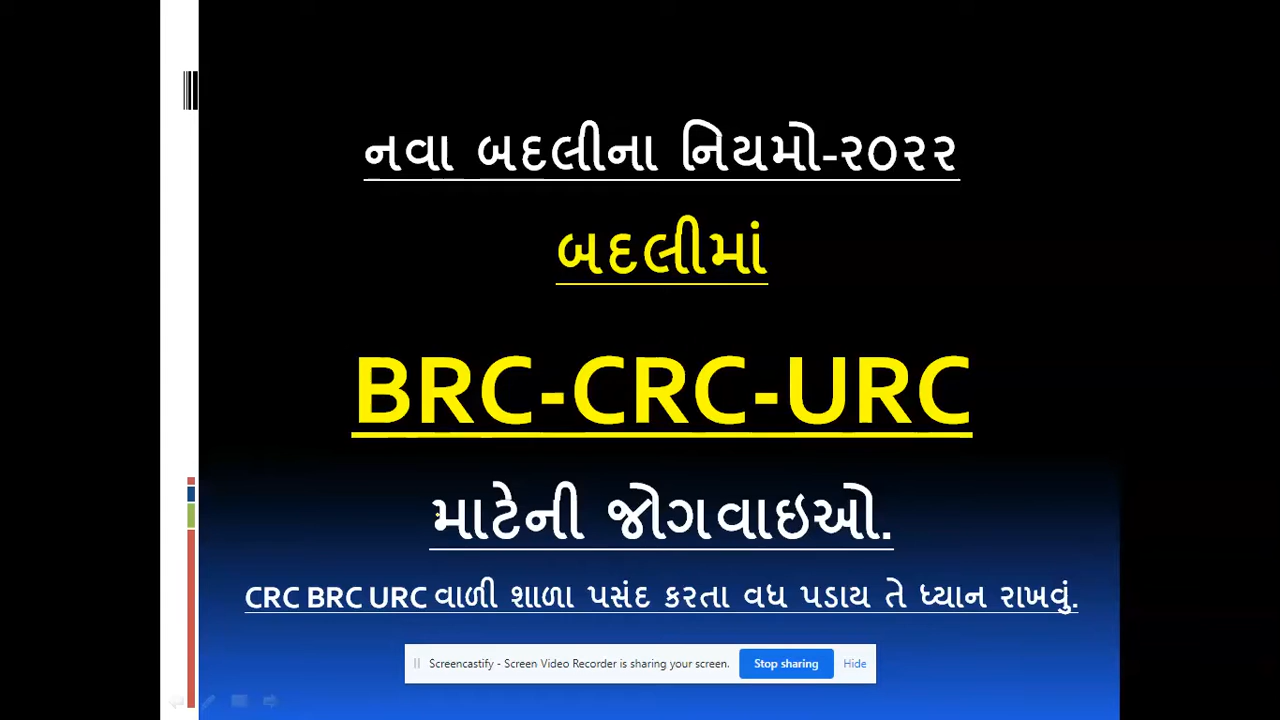 નવા બદલીના નિયમો-૨૦૨૨
બદલીમાં
BRC-CRC-URC
માટેની જોગવાઇઓ.
CRC BRC URC વાળી શાળા પસંદ કરતા વધ પડાય તે ધ્યાન રાખવું.
Screencastify - Screen Video Recorder is sharing your screen. Stop sharing Hide